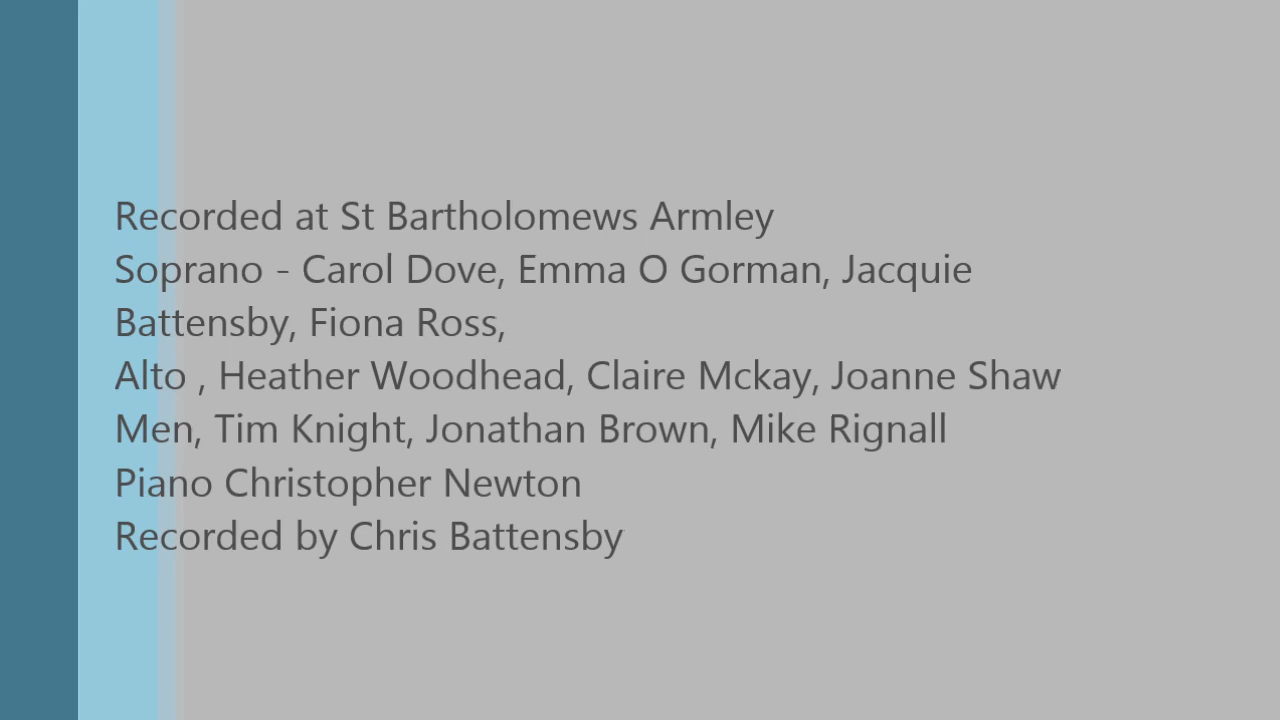 Recorded at St Bartholomews Armley
Soprano - Carol Dove, Emma O Gorman, Jacquie
Battensby, Fiona Ross,
Alto , Heather Woodhead, Claire Mckay, Joanne Shaw
Men, Tim Knight, Jonathan Brown, Mike Rignall
Piano Christopher Newton
Recorded by Chris Battensby